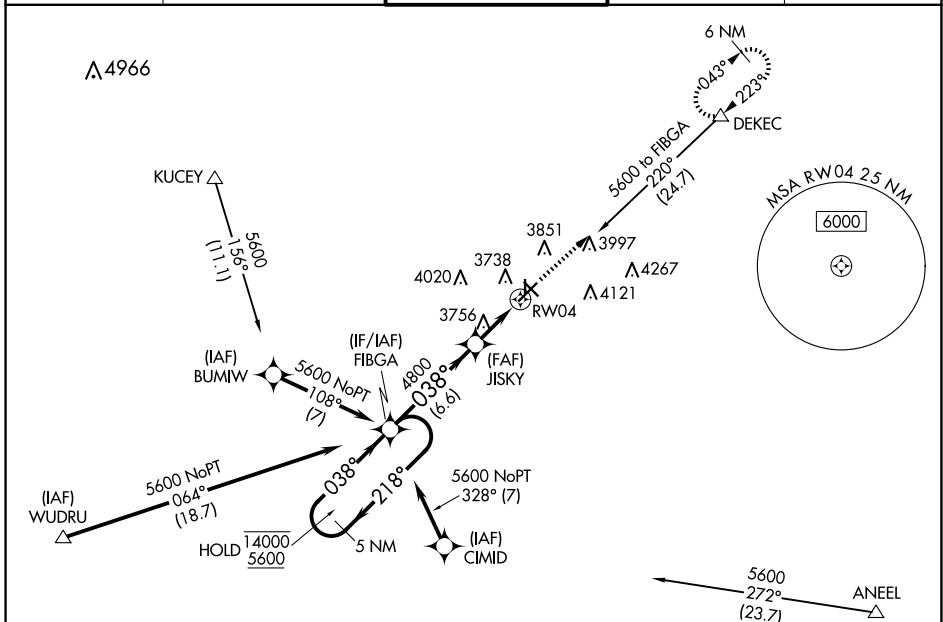 6 NM
4966
043°
223°
DEKEC
5600 to FIBGA
220°
(24.7)
MSA RW04 25 NM
6000
KUCEY
5600
156°
(11.1)
3851
3997
3738
4020
4267
4121
RW04
3756
(IF/IAF)
FIBGA
(FAF)
JISKY
(IAF)
BUMIW
5600 NoPT
108°
(7)
4800
038°
(6.6)
5600 NoPT
064°
(18.7)
(IAF)
WUDRU
038°
218°
5600 NoPT
328° (7)
HOLD 14000
5600
5 NM
(IAF)
CIMID
5600
272°
(23.7)
ANEEL